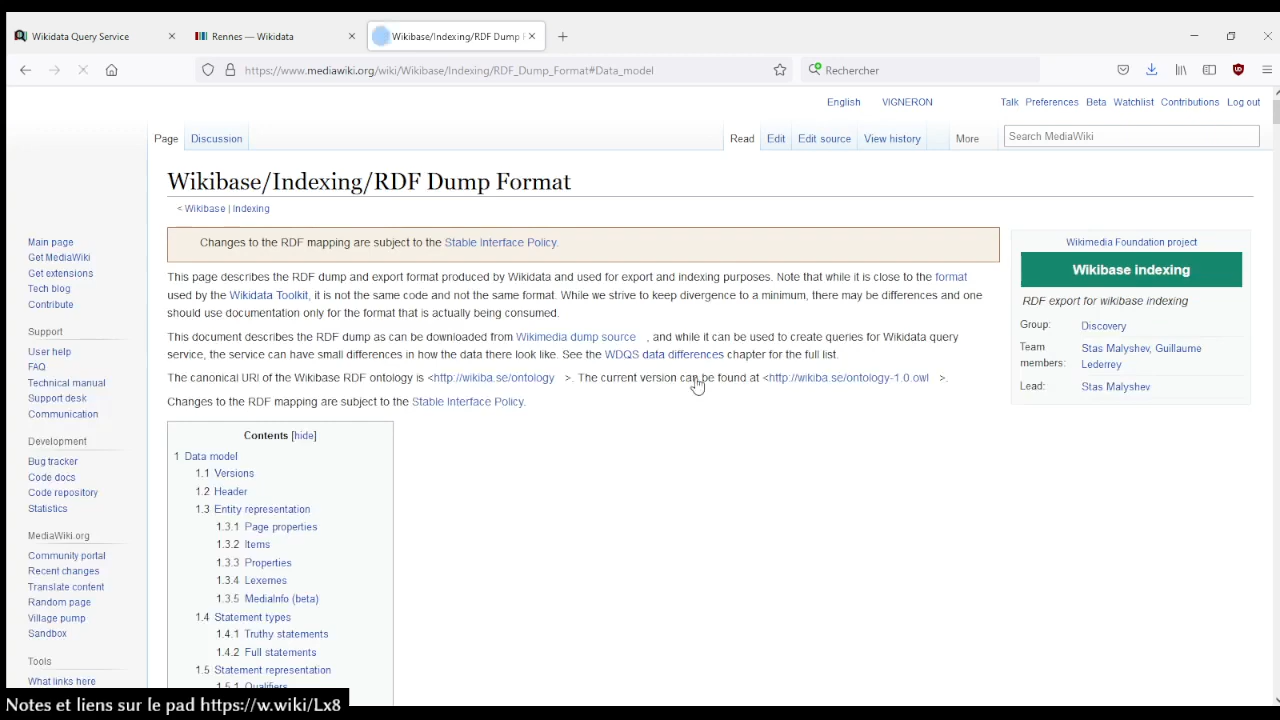 Wikidata Query Service
Rennes — Wikidata
Wikibase/Indexing/RDF Dump F
https://www.mediawiki.org/wiki/Wikibase/Indexing/RDF_Dump_Format#Data_model
Rechercher
English VIGNERON Talk Preferences Beta Watchlist Contributions Log out
Page Discussion Read Edit Edit source View history More Search MediaWiki
Wikibase/Indexing/RDF Dump Format
< Wikibase | Indexing
Changes to the RDF mapping are subject to the Stable Interface Policy.
This page describes the RDF dump and export format produced by Wikidata and used for export and indexing purposes. Note that while it is close to the format
used by the Wikidata Toolkit, it is not the same code and not the same format. While we strive to keep divergence to a minimum, there may be differences and one
should use documentation only for the format that is actually being consumed.
This document describes the RDF dump as can be downloaded from Wikimedia dump source , and while it can be used to create queries for Wikidata query
service, the service can have small differences in how the data there look like. See the WDQS data differences chapter for the full list.
The canonical URI of the Wikibase RDF ontology is <http://wikiba.se/ontology >. The current version can be found at <http://wikiba.se/ontology-1.0.owl >.
Changes to the RDF mapping are subject to the Stable Interface Policy.
Contents [hide]
1 Data model
1.1 Versions
1.2 Header
1.3 Entity representation
1.3.1 Page properties
1.3.2 Items
1.3.3 Properties
1.3.4 Lexemes
1.3.5 MediaInfo (beta)
1.4 Statement types
1.4.1 Truthy statements
1.4.2 Full statements
1.5 Statement representation
1.5.1 Qualifiers
Wikimedia Foundation project
Wikibase indexing
RDF export for wikibase indexing
Group: Discovery
Team members: Stas Malyshev, Guillaume
Lederrey
Lead: Stas Malyshev
Main page
Get MediaWiki
Get extensions
Tech blog
Contribute
Support
User help
FAQ
Technical manual
Support desk
Communication
Development
Bug tracker
Code docs
Code repository
Statistics
MediaWiki.org
Community portal
Recent changes
Translate content
Random page
Village pump
Sandbox
Tools
What links here
Notes et liens sur le pad https://w.wiki/Lx8